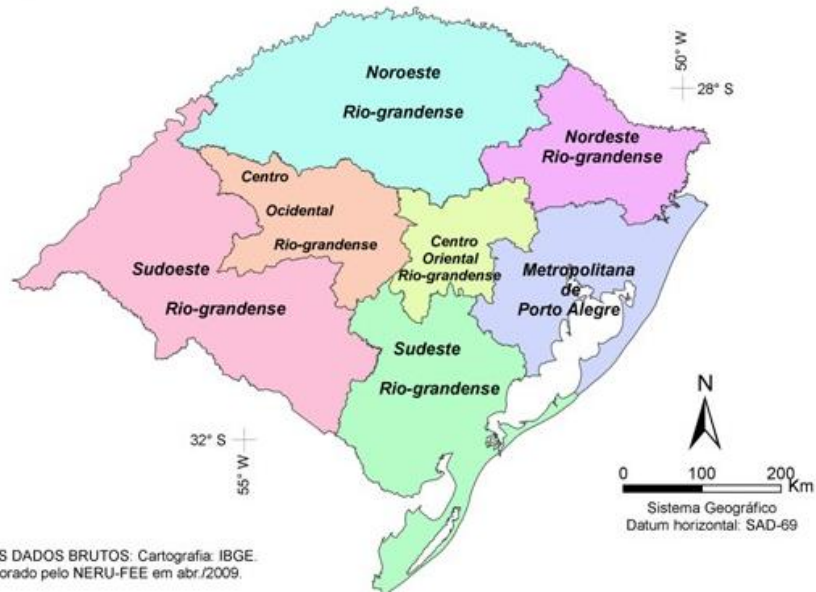 Noroeste
Rio-grandense
50° W
28° S
Nordeste
Rio-grandense
Centro
Ocidental
Rio-grandense
Centro
Oriental
Rio-grandense
Metropolitana
de
Porto Alegre
Sudoeste
Rio-grandense
Sudeste
Rio-grandense
32° S
55° W
N
0 100 200
Km
Sistema Geográfico
Datum horizontal: SAD-69
S DADOS BRUTOS: Cartografia: IBGE.
orado pelo NERU-FEE em abr./2009.